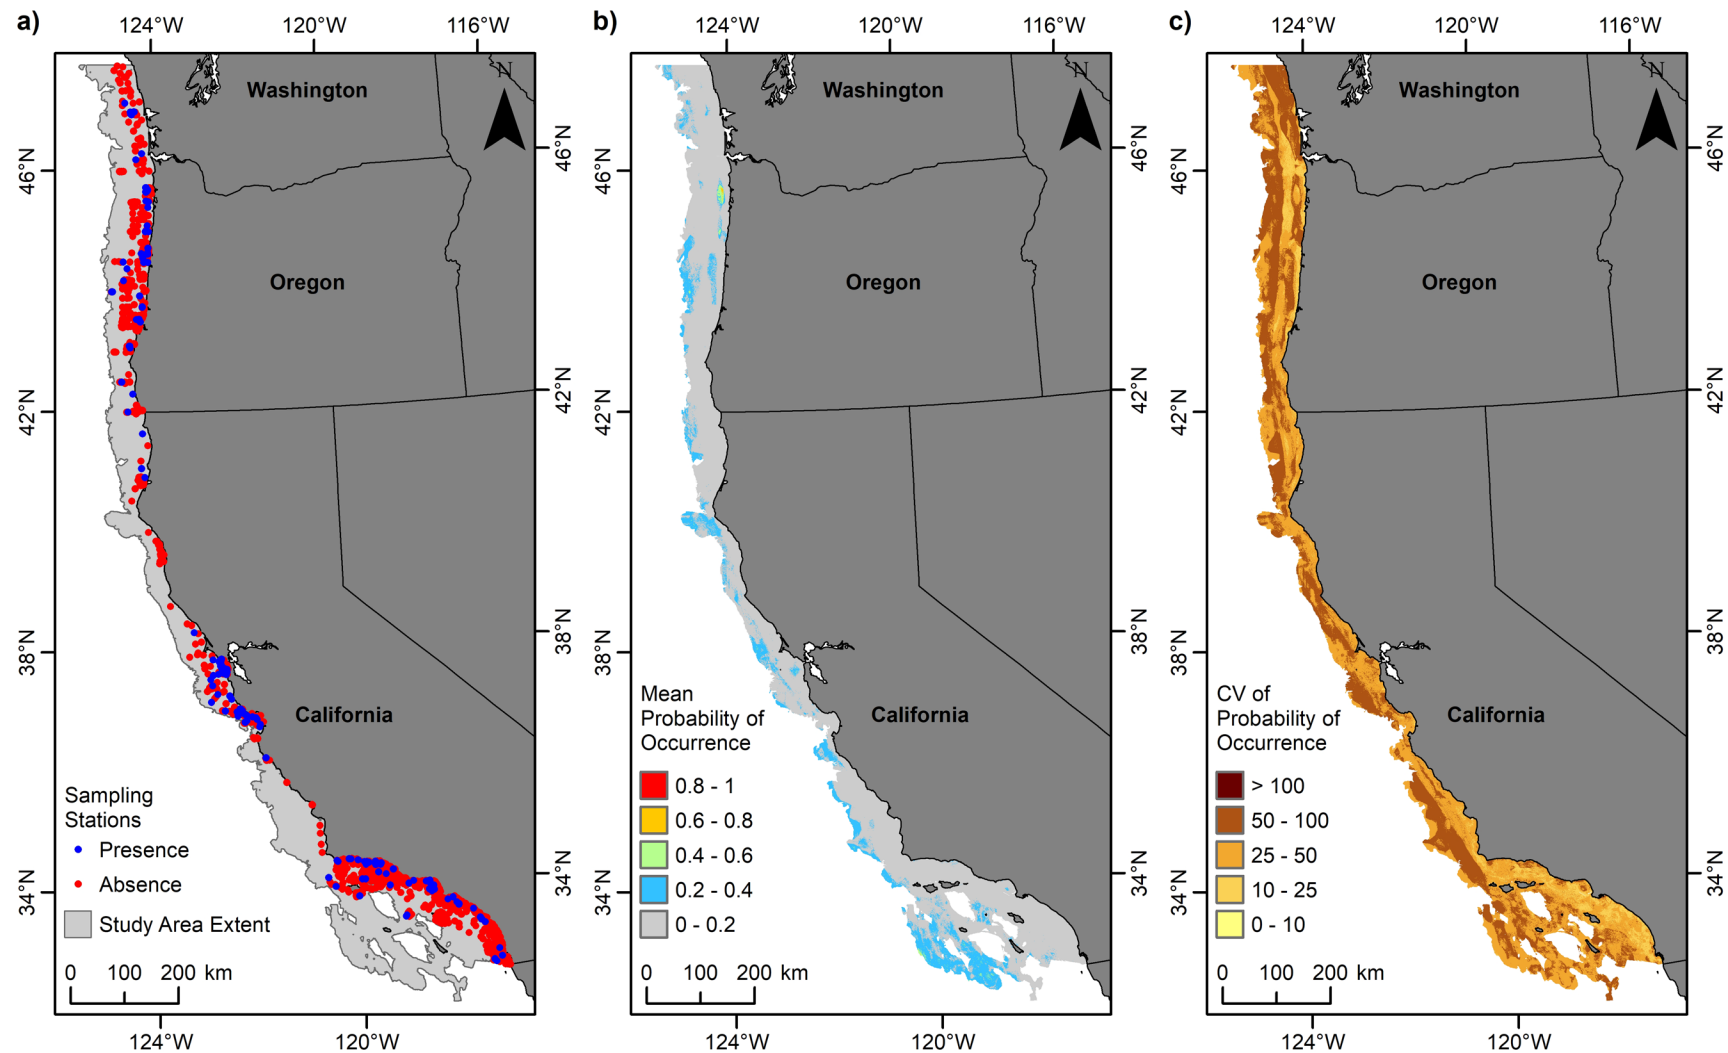 a)
124°W 120°W 116°W
N
Washington
46°N
46°N
Oregon
42°N
42°N
38°N
38°N
California
Sampling
Stations
Presence
Absence
Study Area Extent
34°N
34°N
0 100 200 km
124°W 120°W
b)
124°W 120°W 116°W
N
Washington
46°N
46°N
Oregon
42°N
42°N
38°N
38°N
California
Mean
Probability of
Occurrence
0.8 - 1
0.6 - 0.8
0.4 - 0.6
0.2 - 0.4
0 - 0.2
34°N
34°N
0 100 200 km
124°W 120°W
c)
124°W 120°W 116°W
N
Washington
46°N
46°N
Oregon
42°N
42°N
38°N
38°N
California
CV of
Probability of
Occurrence
> 100
50 - 100
25 - 50
10 - 25
0 - 10
34°N
34°N
0 100 200 km
124°W 120°W